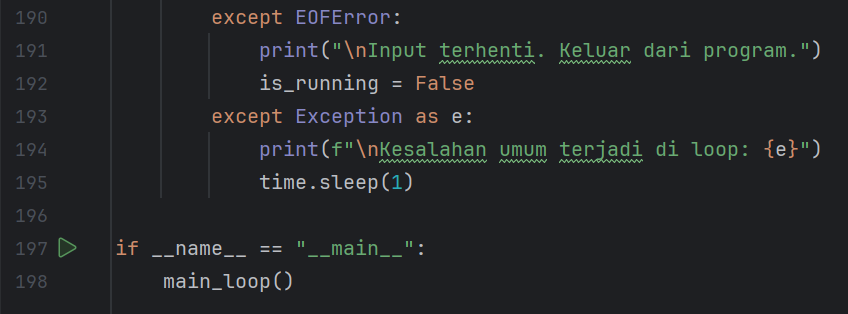 190 except EOFError:
191 print("\nInput terhenti. Keluar dari program.")
192 is_running = False
193 except Exception as e:
194 print(f"\nKesalahan umum terjadi di loop: {e}")
195 time.sleep(1)
196
197 if __name__ == "__main__":
198 main_loop()